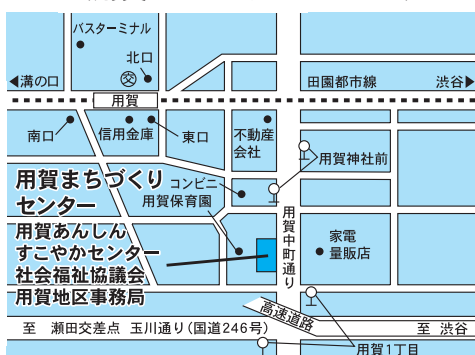 バスターミナル
北口
交
◀溝の口
田園都市線
渋谷▶
用賀
南口
信用金庫
東口
不動産
会社
用賀神社前
用賀まちづくり
センター
コンビニ
用賀保育園
用賀あんしん
すこやかセンター
社会福祉協議会
用賀地区事務局
用賀中町通り
家電
量販店
高速道路
至 瀬田交差点 玉川通り(国道246号)
至 渋谷
用賀1丁目